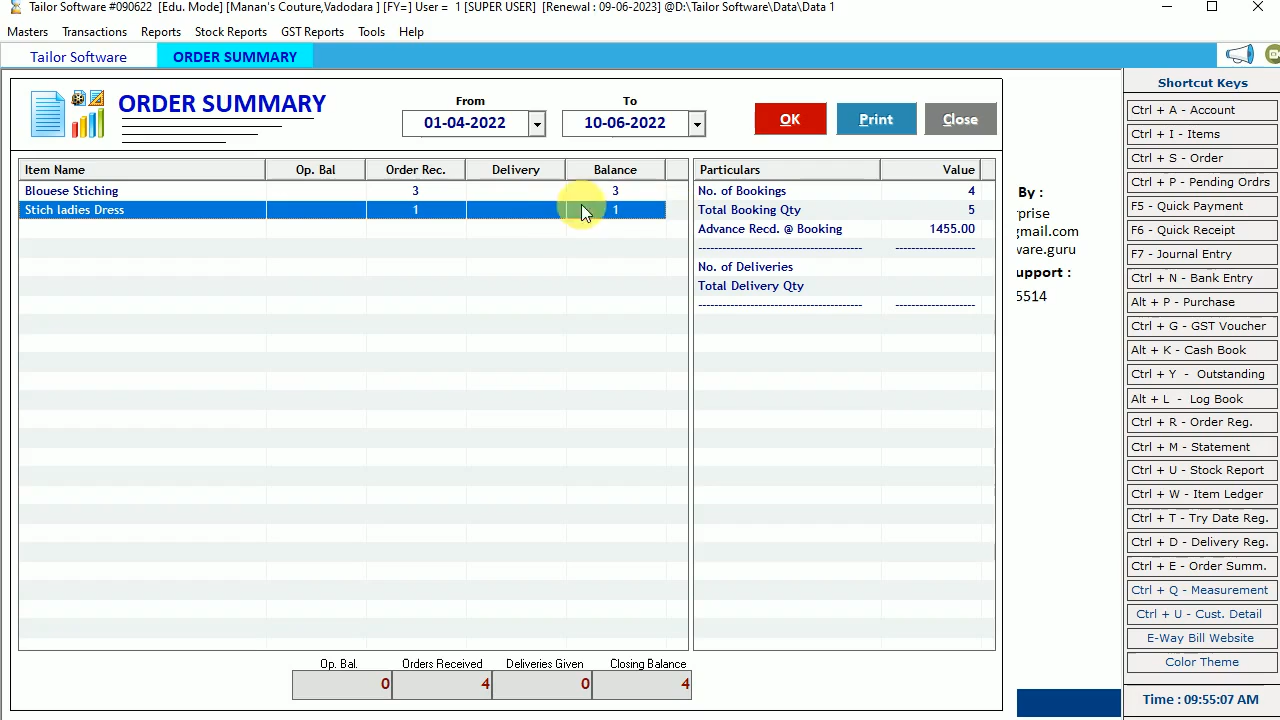 Tailor Software #090622 [Edu. Mode] [Manan's Couture,Vadodara ] [FY=] User = 1 [SUPER USER) [Renewal : 09-06-2023] @D:\Tailor Software\Data\Data 1
Masters Transactions Reports Stock Reports GST Reports Tools Help
Tailor Software ORDER SUMMARY
ORDER SUMMARY
From To
01-04-2022 10-06-2022
OK Print Close
Item Name Op. Bal Order Rec. Delivery Balance
Blouese Stiching 3 3
Stich ladies Dress 1 1
Particulars Value
No. of Bookings 4
Total Booking Qty 5
Advance Recd. @ Booking 1455.00
No. of Deliveries
Total Delivery Qty
Op. Bal. Orders Received Deliveries Given Closing Balance
0 4 0 4
By :
rprise
gmail.com
ware.guru
upport :
5514
Shortcut Keys
Ctrl + A - Account
Ctrl + I - Items
Ctrl + S - Order
Ctrl + P - Pending Ordrs
F5 - Quick Payment
F6 - Quick Receipt
F7 - Journal Entry
Ctrl + N - Bank Entry
Alt + P - Purchase
Ctrl + G - GST Voucher
Alt + K - Cash Book
Ctrl + Y - Outstanding
Alt + L - Log Book
Ctrl + R - Order Reg.
Ctrl + M - Statement
Ctrl + U - Stock Report
Ctrl + W - Item Ledger
Ctrl + T - Try Date Reg.
Ctrl + D - Delivery Reg.
Ctrl + E - Order Summ.
Ctrl + Q - Measurement
Ctrl + U - Cust. Detail
E-Way Bill Website
Color Theme
Time : 09:55:07 AM